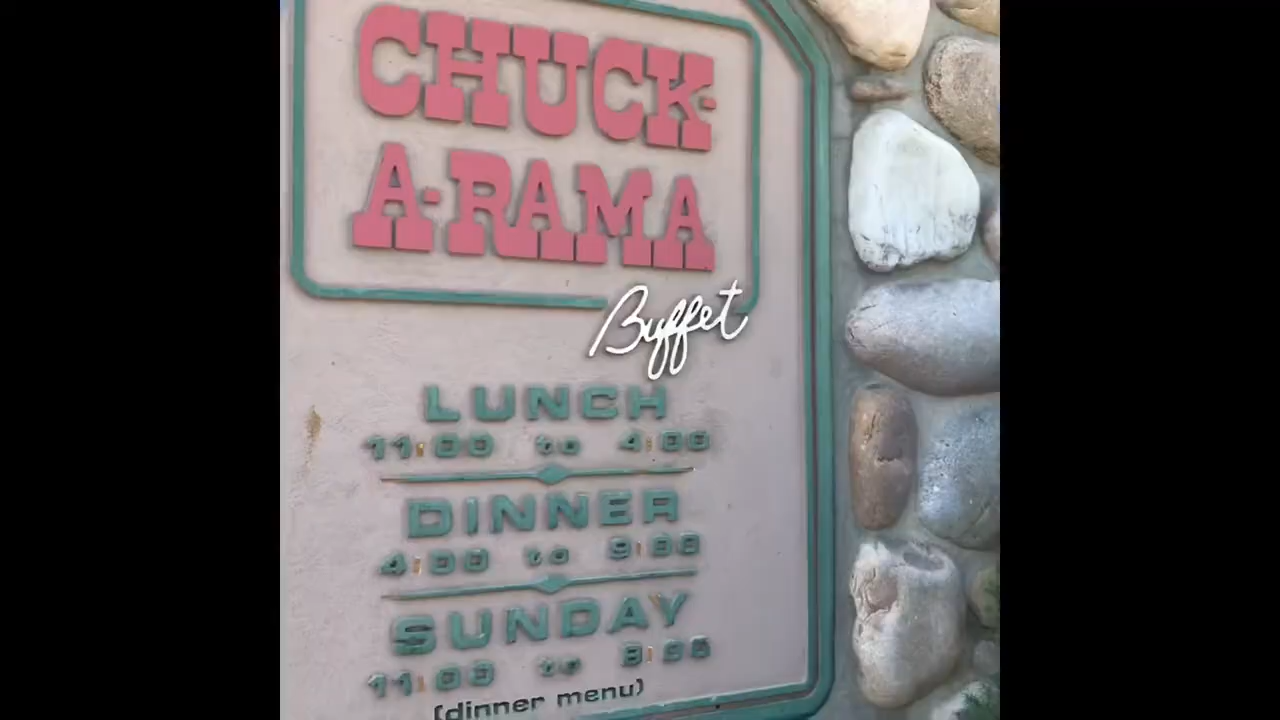 CHUCK-
A-RAMA
Buffet
LUNCH
11:00 to 4:00
DINNER
4:00 to 9:00
SUNDAY
11:00 to 8:00
(dinner menu)